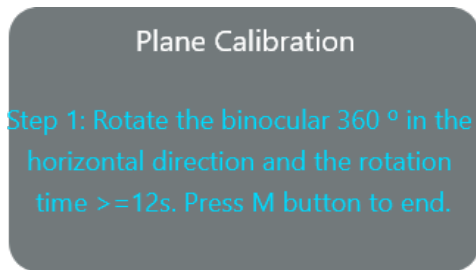 Plane Calibration
Step 1: Rotate the binocular 360 º in the
horizontal direction and the rotation
time >=12s. Press M button to end.